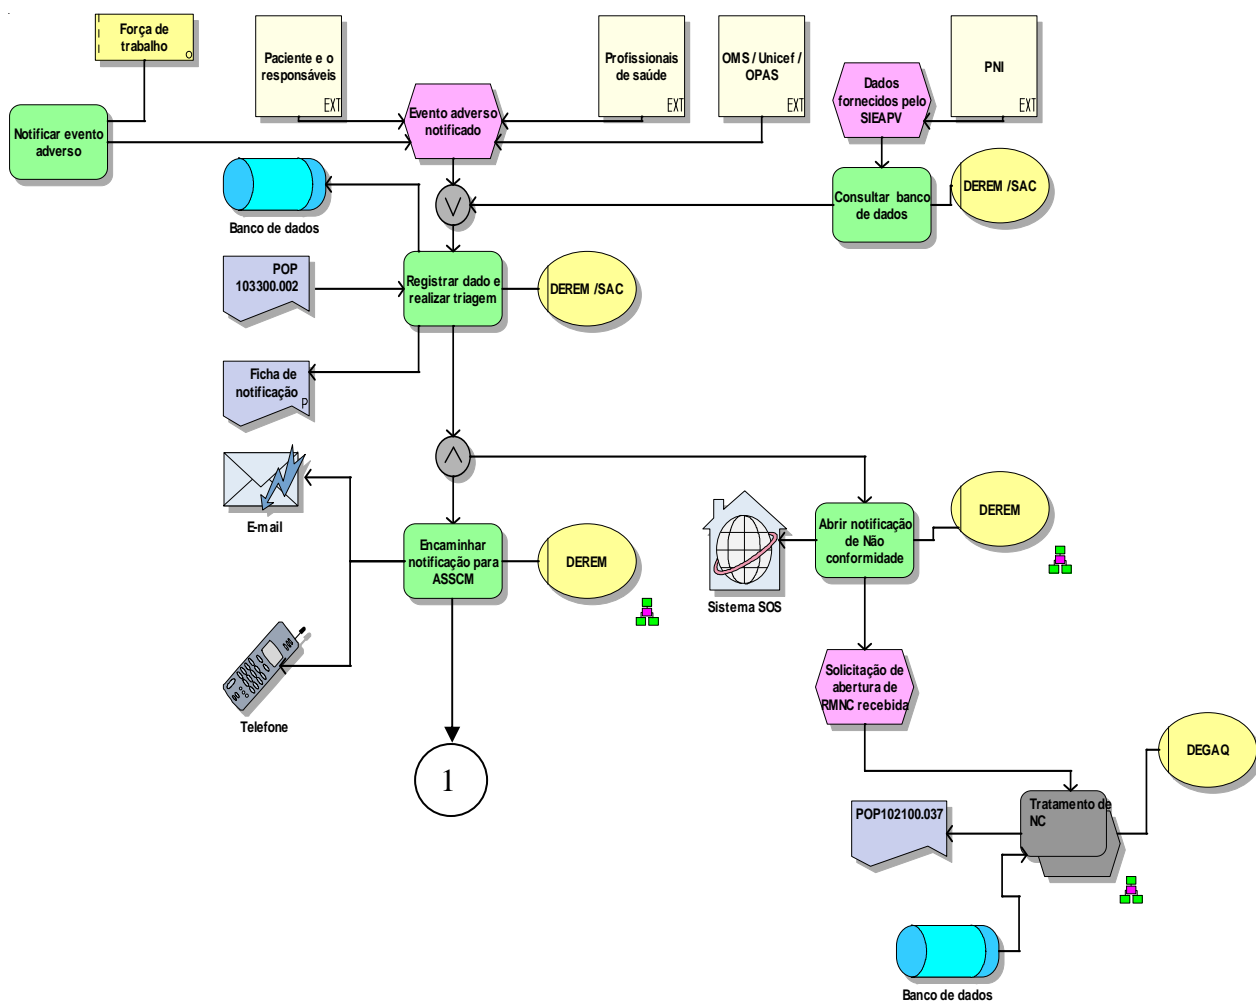 Força de
trabalho
O
Paciente e o
responsáveis
EXT
Profissionais
de saúde
EXT
OMS / Unicef /
OPAS
EXT
Dados
fornecidos pelo
SIEAPV
PNI
EXT
Notificar evento
adverso
Evento adverso
notificado
Banco de dados
Consultar banco
de dados
DEREM /SAC
POP
103300.002
Registrar dado e
realizar triagem
DEREM /SAC
Ficha de
notificação
P
E-mail
Encaminhar
notificação para
ASSCM
DEREM
Sistema SOS
Abrir notificação
de Não
conformidade
DEREM
Telefone
1
Solicitação de
abertura de
RMNC recebida
DEGAQ
POP102100.037
Tratamento de
NC
Banco de dados